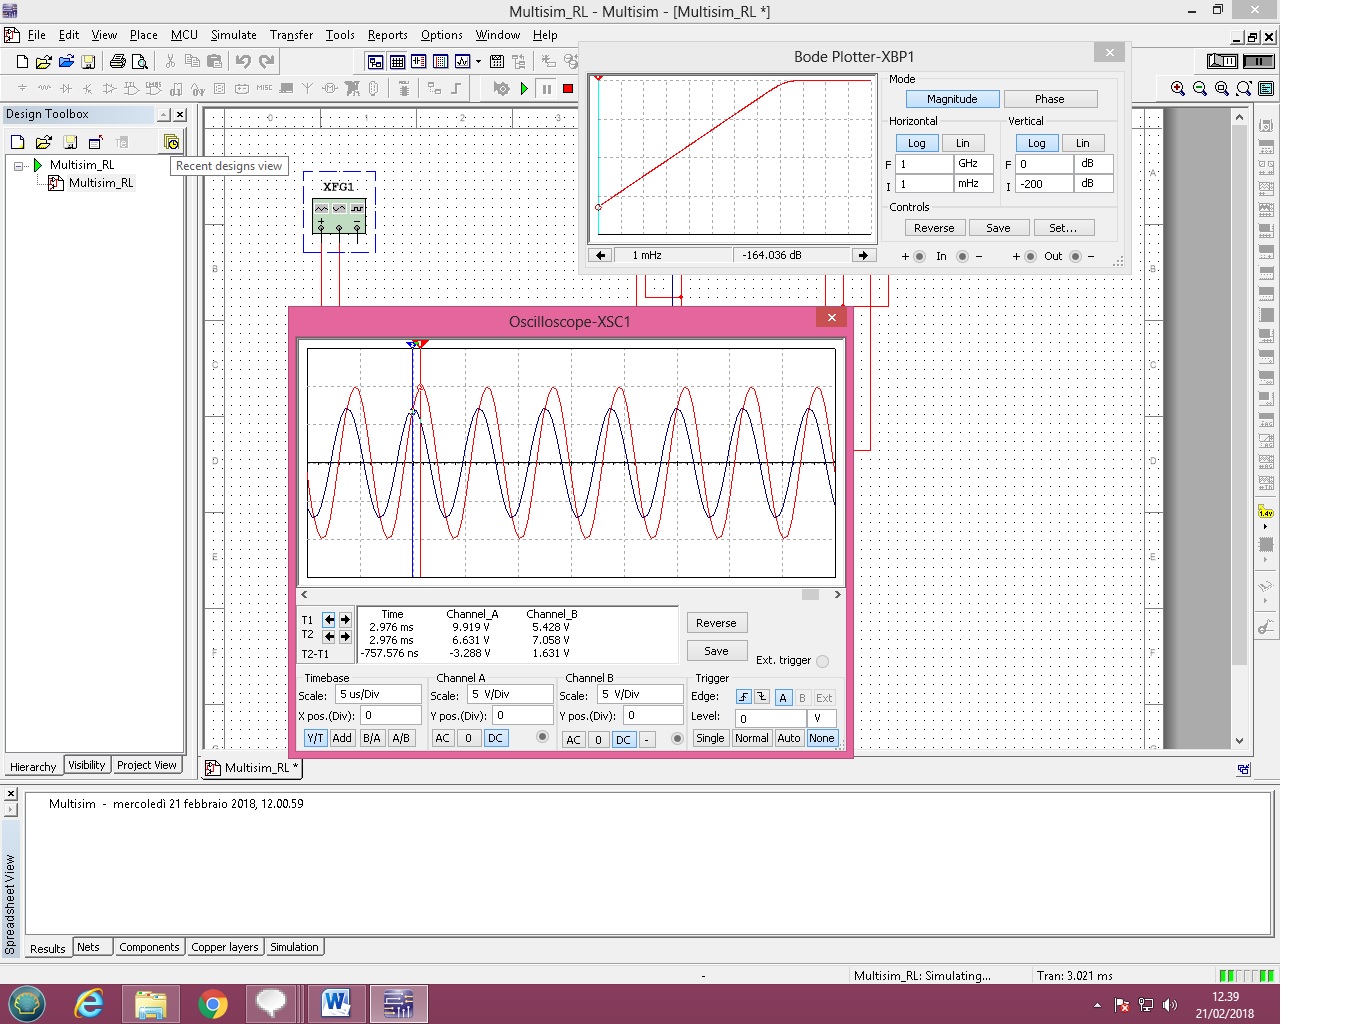 Multisim_RL - Multisim - [Multisim_RL *]
File Edit View Place MCU Simulate Transfer Tools Reports Options Window Help
Design Toolbox
Multisim_RL
Multisim_RL
Recent designs view
XFG1
Bode Plotter-XBP1
Mode
Magnitude Phase
Horizontal Vertical
Log Lin Log Lin
F 1 GHz F 0 dB
I 1 mHz I -200 dB
Controls
Reverse Save Set...
1 mHz -164.036 dB
+ In - + Out -
Oscilloscope-XSC1
Time Channel_A Channel_B
T1 2.976 ms 9.919 V 5.428 V
T2 2.976 ms 6.631 V 7.058 V
T2-T1 -757.576 ns -3.288 V 1.631 V
Reverse
Save
Ext. trigger
Timebase Channel A Channel B Trigger
Scale: 5 us/Div Scale: 5 V/Div Scale: 5 V/Div Edge: A B Ext
X pos.(Div): 0 Y pos.(Div): 0 Y pos.(Div): 0 Level: 0 V
Y/T Add B/A A/B AC 0 DC AC 0 DC - Single Normal Auto None
Hierarchy Visibility Project View
Multisim_RL *
Multisim - mercoledì 21 febbraio 2018, 12.00.59
Spreadsheet View
Results Nets Components Copper layers Simulation
- Multisim_RL: Simulating... Tran: 3.021 ms
12.39
21/02/2018